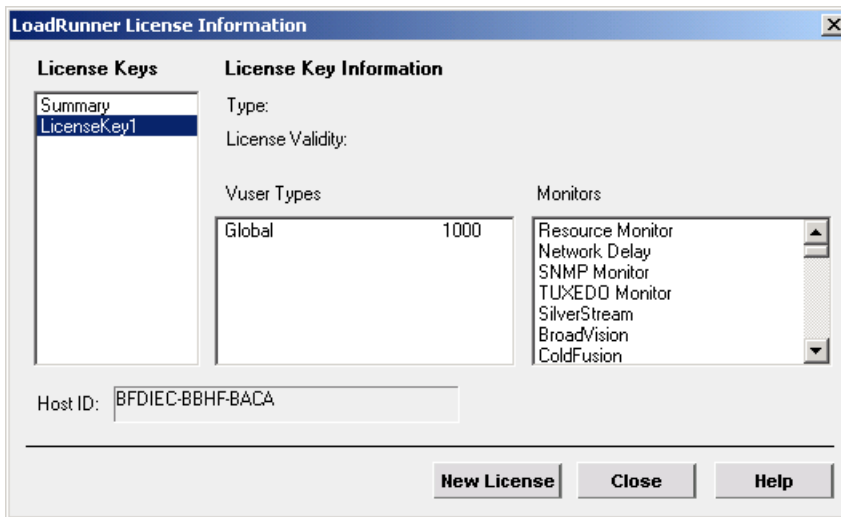 LoadRunner License Information
License Keys
License Key Information
Summary
LicenseKey1
Type:
License Validity:
Vuser Types
Monitors
Global 1000
Resource Monitor
Network Delay
SNMP Monitor
TUXEDO Monitor
SilverStream
BroadVision
ColdFusion
Host ID: BFDIEC-BBHF-BACA
New License Close Help